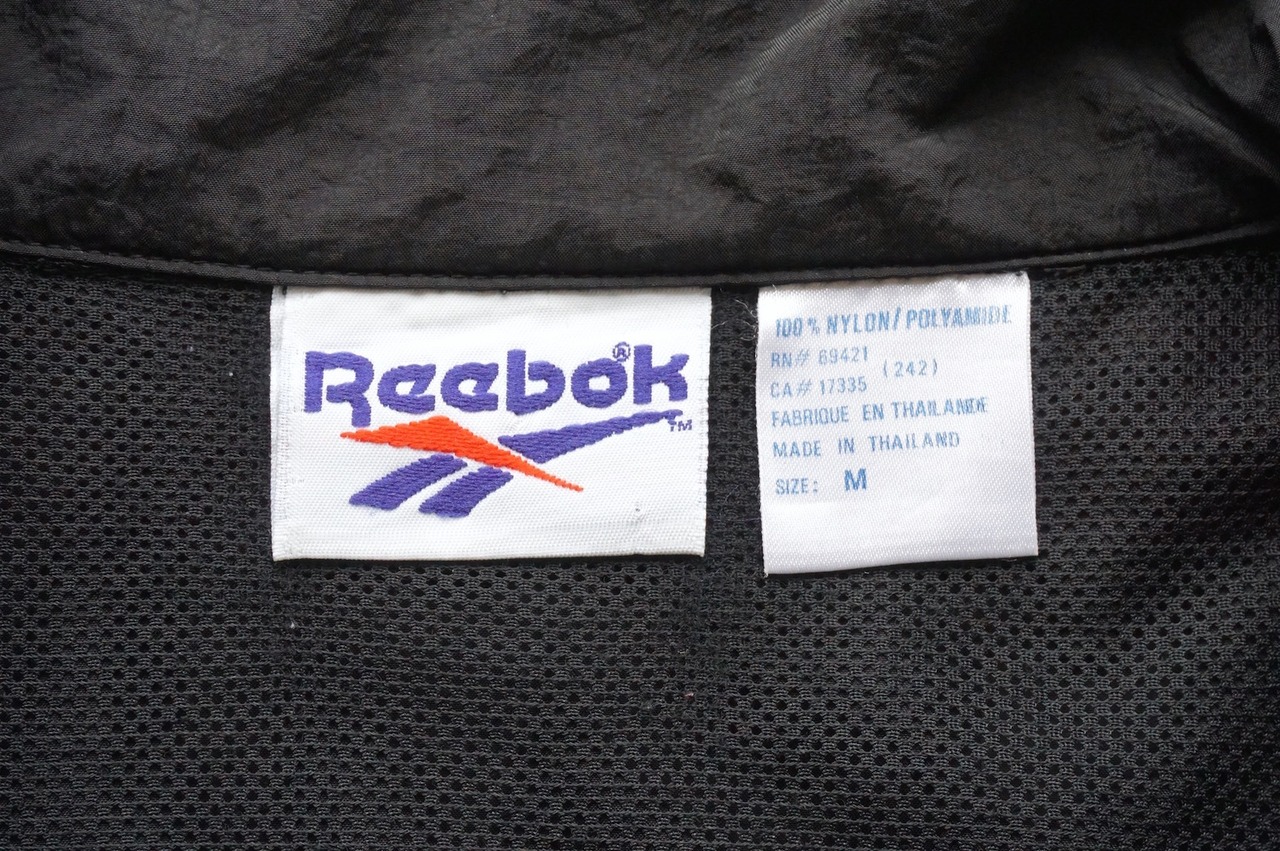 Reebok®
TM
100% NYLON/POLYAMIDE
RN# 69421
(242)
CA# 17335
FABRIQUE EN THAILANDE
MADE IN THAILAND
SIZE: M